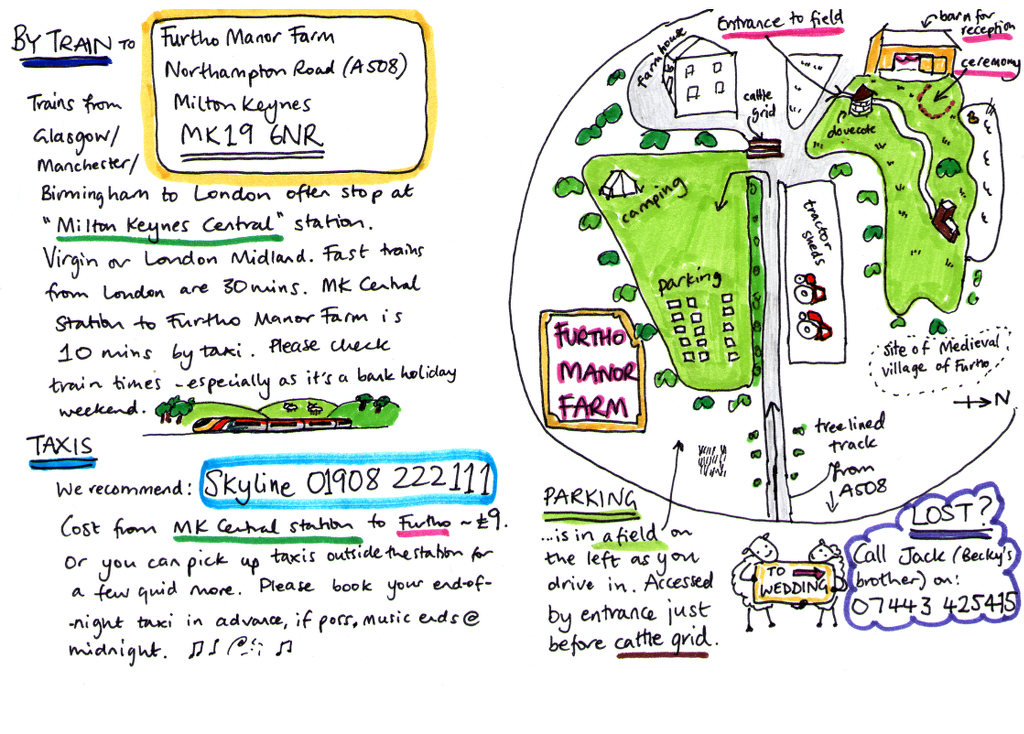 BY TRAIN TO
Furtho Manor Farm
Northampton Road (A508)
Milton Keynes
MK19 6NR
Trains from
Glasgow/
Manchester/
Birmingham to London often stop at
"Milton Keynes Central" station.
Virgin or London Midland. Fast trains
from London are 30 mins. MK Central
Station to Furtho Manor Farm is
10 mins by taxi. Please check
train times - especially as it's a bank holiday
weekend.
TAXIS
We recommend: Skyline 01908 222111
Cost from MK Central station to Furtho ~ £9.
Or you can pick up taxis outside the station for
a few quid more. Please book your end-of-
-night taxi in advance, if poss, music ends @
midnight.
Entrance to field
barn for
reception
ceremony
farm house
cattle
grid
dovecote
camping
tractor
sheds
parking
FURTHO
MANOR
FARM
Site of Medieval
village of Furtho
N
tree lined
track
from
A508
PARKING
...is in a field on
the left as you
drive in. Accessed
by entrance just
before cattle grid.
TO
WEDDING
LOST?
Call Jack (Becky's
brother) on:
07443 425415